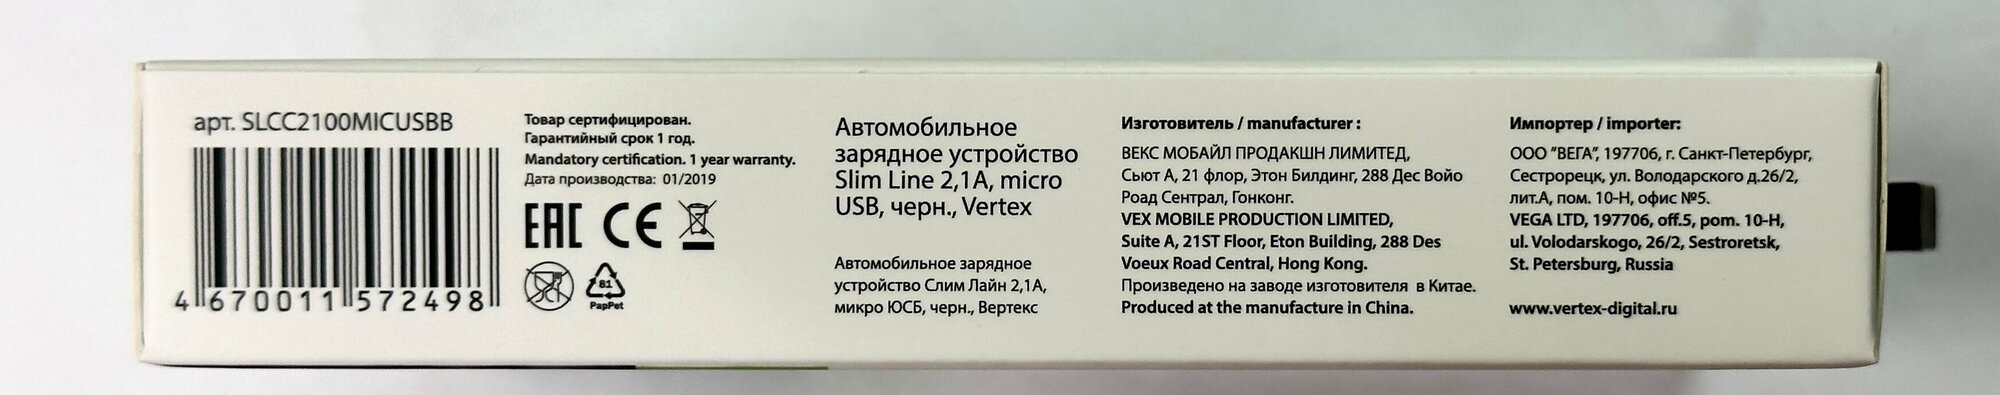 арт. SLCC2100MICUSBB
4 670011 572498
Товар сертифицирован.
Гарантийный срок 1 год.
Mandatory certification. 1 year warranty.
Дата производства: 01/2019
EAC CE
81
PapPet
Автомобильное
зарядное устройство
Slim Line 2,1A, micro
USB, черн., Vertex
Автомобильное зарядное
устройство Слим Лайн 2,1А,
микро ЮСБ, черн., Вертекс
Изготовитель / manufacturer :
ВЕКС МОБАЙЛ ПРОДАКШН ЛИМИТЕД,
Сьют А, 21 флор, Этон Билдинг, 288 Дес Войо
Роад Сентрал, Гонконг.
VEX MOBILE PRODUCTION LIMITED,
Suite A, 21ST Floor, Eton Building, 288 Des
Voeux Road Central, Hong Kong.
Произведено на заводе изготовителя в Китае.
Produced at the manufacture in China.
Импортер / importer:
ООО "ВЕГА", 197706, г. Санкт-Петербург,
Сестрорецк, ул. Володарского д.26/2,
лит.А, пом. 10-Н, офис №5.
VEGA LTD, 197706, off.5, pom. 10-H,
ul. Volodarskogo, 26/2, Sestroretsk,
St. Petersburg, Russia
www.vertex-digital.ru